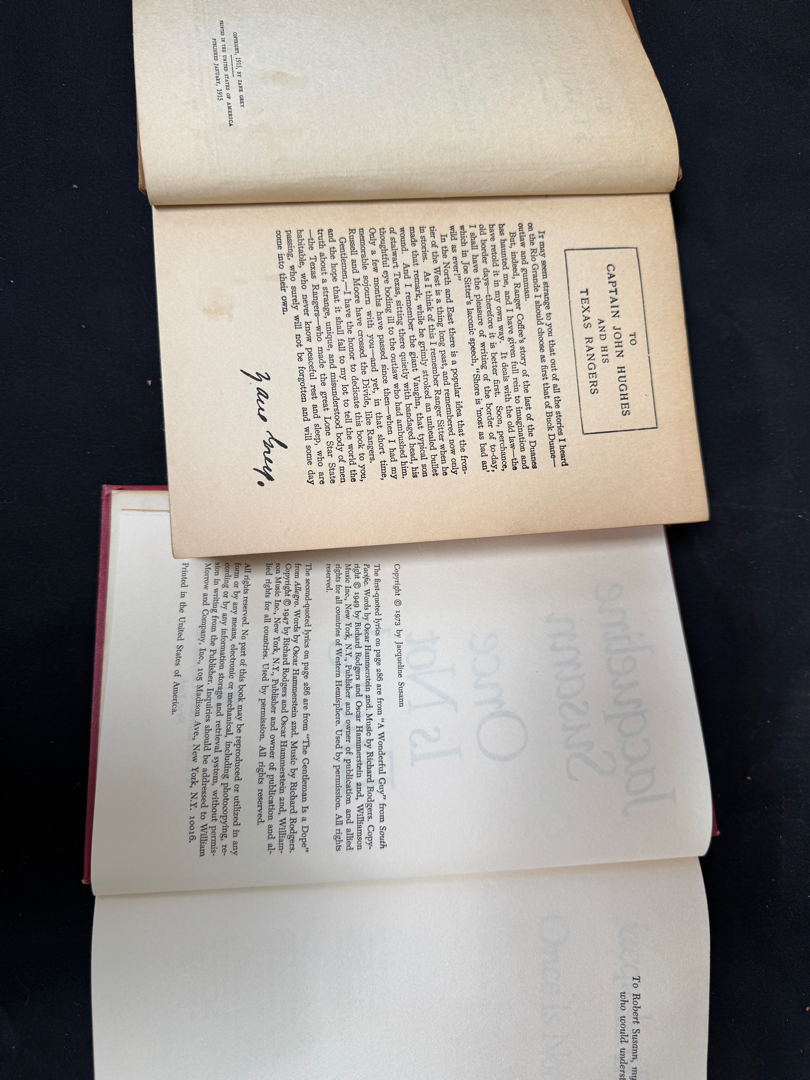 COPYRIGHT, 1915, BY ZANE GREY
PRINTED IN THE UNITED STATES OF AMERICA
PUBLISHED JANUARY, 1915
TO
CAPTAIN JOHN HUGHES
AND HIS
TEXAS RANGERS
It may seem strange to you that out of all the stories I heard
on the Rio Grande I should choose as first that of Buck Duane—
outlaw and gunman.
But, indeed, Ranger Coffee's story of the last of the Duanes
has haunted me, and I have given full rein to imagination and
have retold it in my own way. It deals with the old law—the
old border days—therefore it is better first. Soon, perchance,
I shall have the pleasure of writing of the border of to-day,
which in Joe Sitter's laconic speech, "Shore is 'most as bad an'
wild as ever!"
In the North and East there is a popular idea that the fron-
tier of the West is a thing long past, and remembered now only
in stories. As I think of this I remember Ranger Sitter when he
made that remark, while he grimly stroked an unhealed bullet
wound. And I remember the giant Vaughn, that typical son
of stalwart Texas, sitting there quietly with bandaged head, his
thoughtful eye boding ill to the outlaw who had ambushed him.
Only a few months have passed since then—when I had my
memorable sojourn with you—and yet, in that short time,
Russell and Moore have crossed the Divide, like Rangers.
Gentlemen,—I have the honor to dedicate this book to you,
and the hope that it shall fall to my lot to tell the world the
truth about a strange, unique, and misunderstood body of men
—the Texas Rangers—who made the great Lone Star State
habitable, who never know peaceful rest and sleep, who are
passing, who surely will not be forgotten and will some day
come into their own.
Zane Grey.
Copyright © 1973 by Jacqueline Susann
The first-quoted lyrics on page 286 are from "A Wonderful Guy" from South
Pacific. Words by Oscar Hammerstein 2nd. Music by Richard Rodgers. Copy-
right © 1949 by Richard Rodgers and Oscar Hammerstein 2nd, Williamson
Music Inc., New York, N.Y., Publisher and owner of publication and allied
rights for all countries of Western Hemisphere. Used by permission. All rights
reserved.
The second-quoted lyrics on page 286 are from "The Gentleman Is a Dope"
from Allegro. Words by Oscar Hammerstein 2nd. Music by Richard Rodgers.
Copyright © 1947 by Richard Rodgers and Oscar Hammerstein 2nd, William-
son Music Inc., New York, N.Y., Publisher and owner of publication and al-
lied rights for all countries. Used by permission. All rights reserved.
All rights reserved. No part of this book may be reproduced or utilized in any
form or by any means, electronic or mechanical, including photocopying, re-
cording or by any information storage and retrieval system, without permis-
sion in writing from the Publisher. Inquiries should be addressed to William
Morrow and Company, Inc., 105 Madison Ave., New York, N.Y. 10016.
Printed in the United States of America.
To Robert Susann, my
who would underst